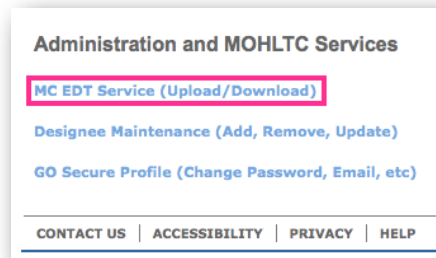 Administration and MOHLTC Services
MC EDT Service (Upload/Download)
Designee Maintenance (Add, Remove, Update)
GO Secure Profile (Change Password, Email, etc)
CONTACT US | ACCESSIBILITY | PRIVACY | HELP